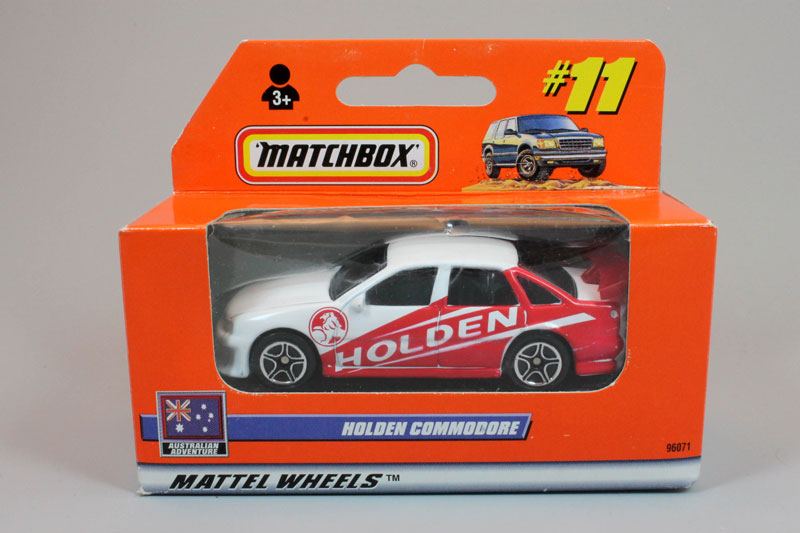 #11
3+
'MATCHBOX'®
HOLDEN
HOLDEN COMMODORE
AUSTRALIAN
ADVENTURE
96071
MATTEL WHEELS™